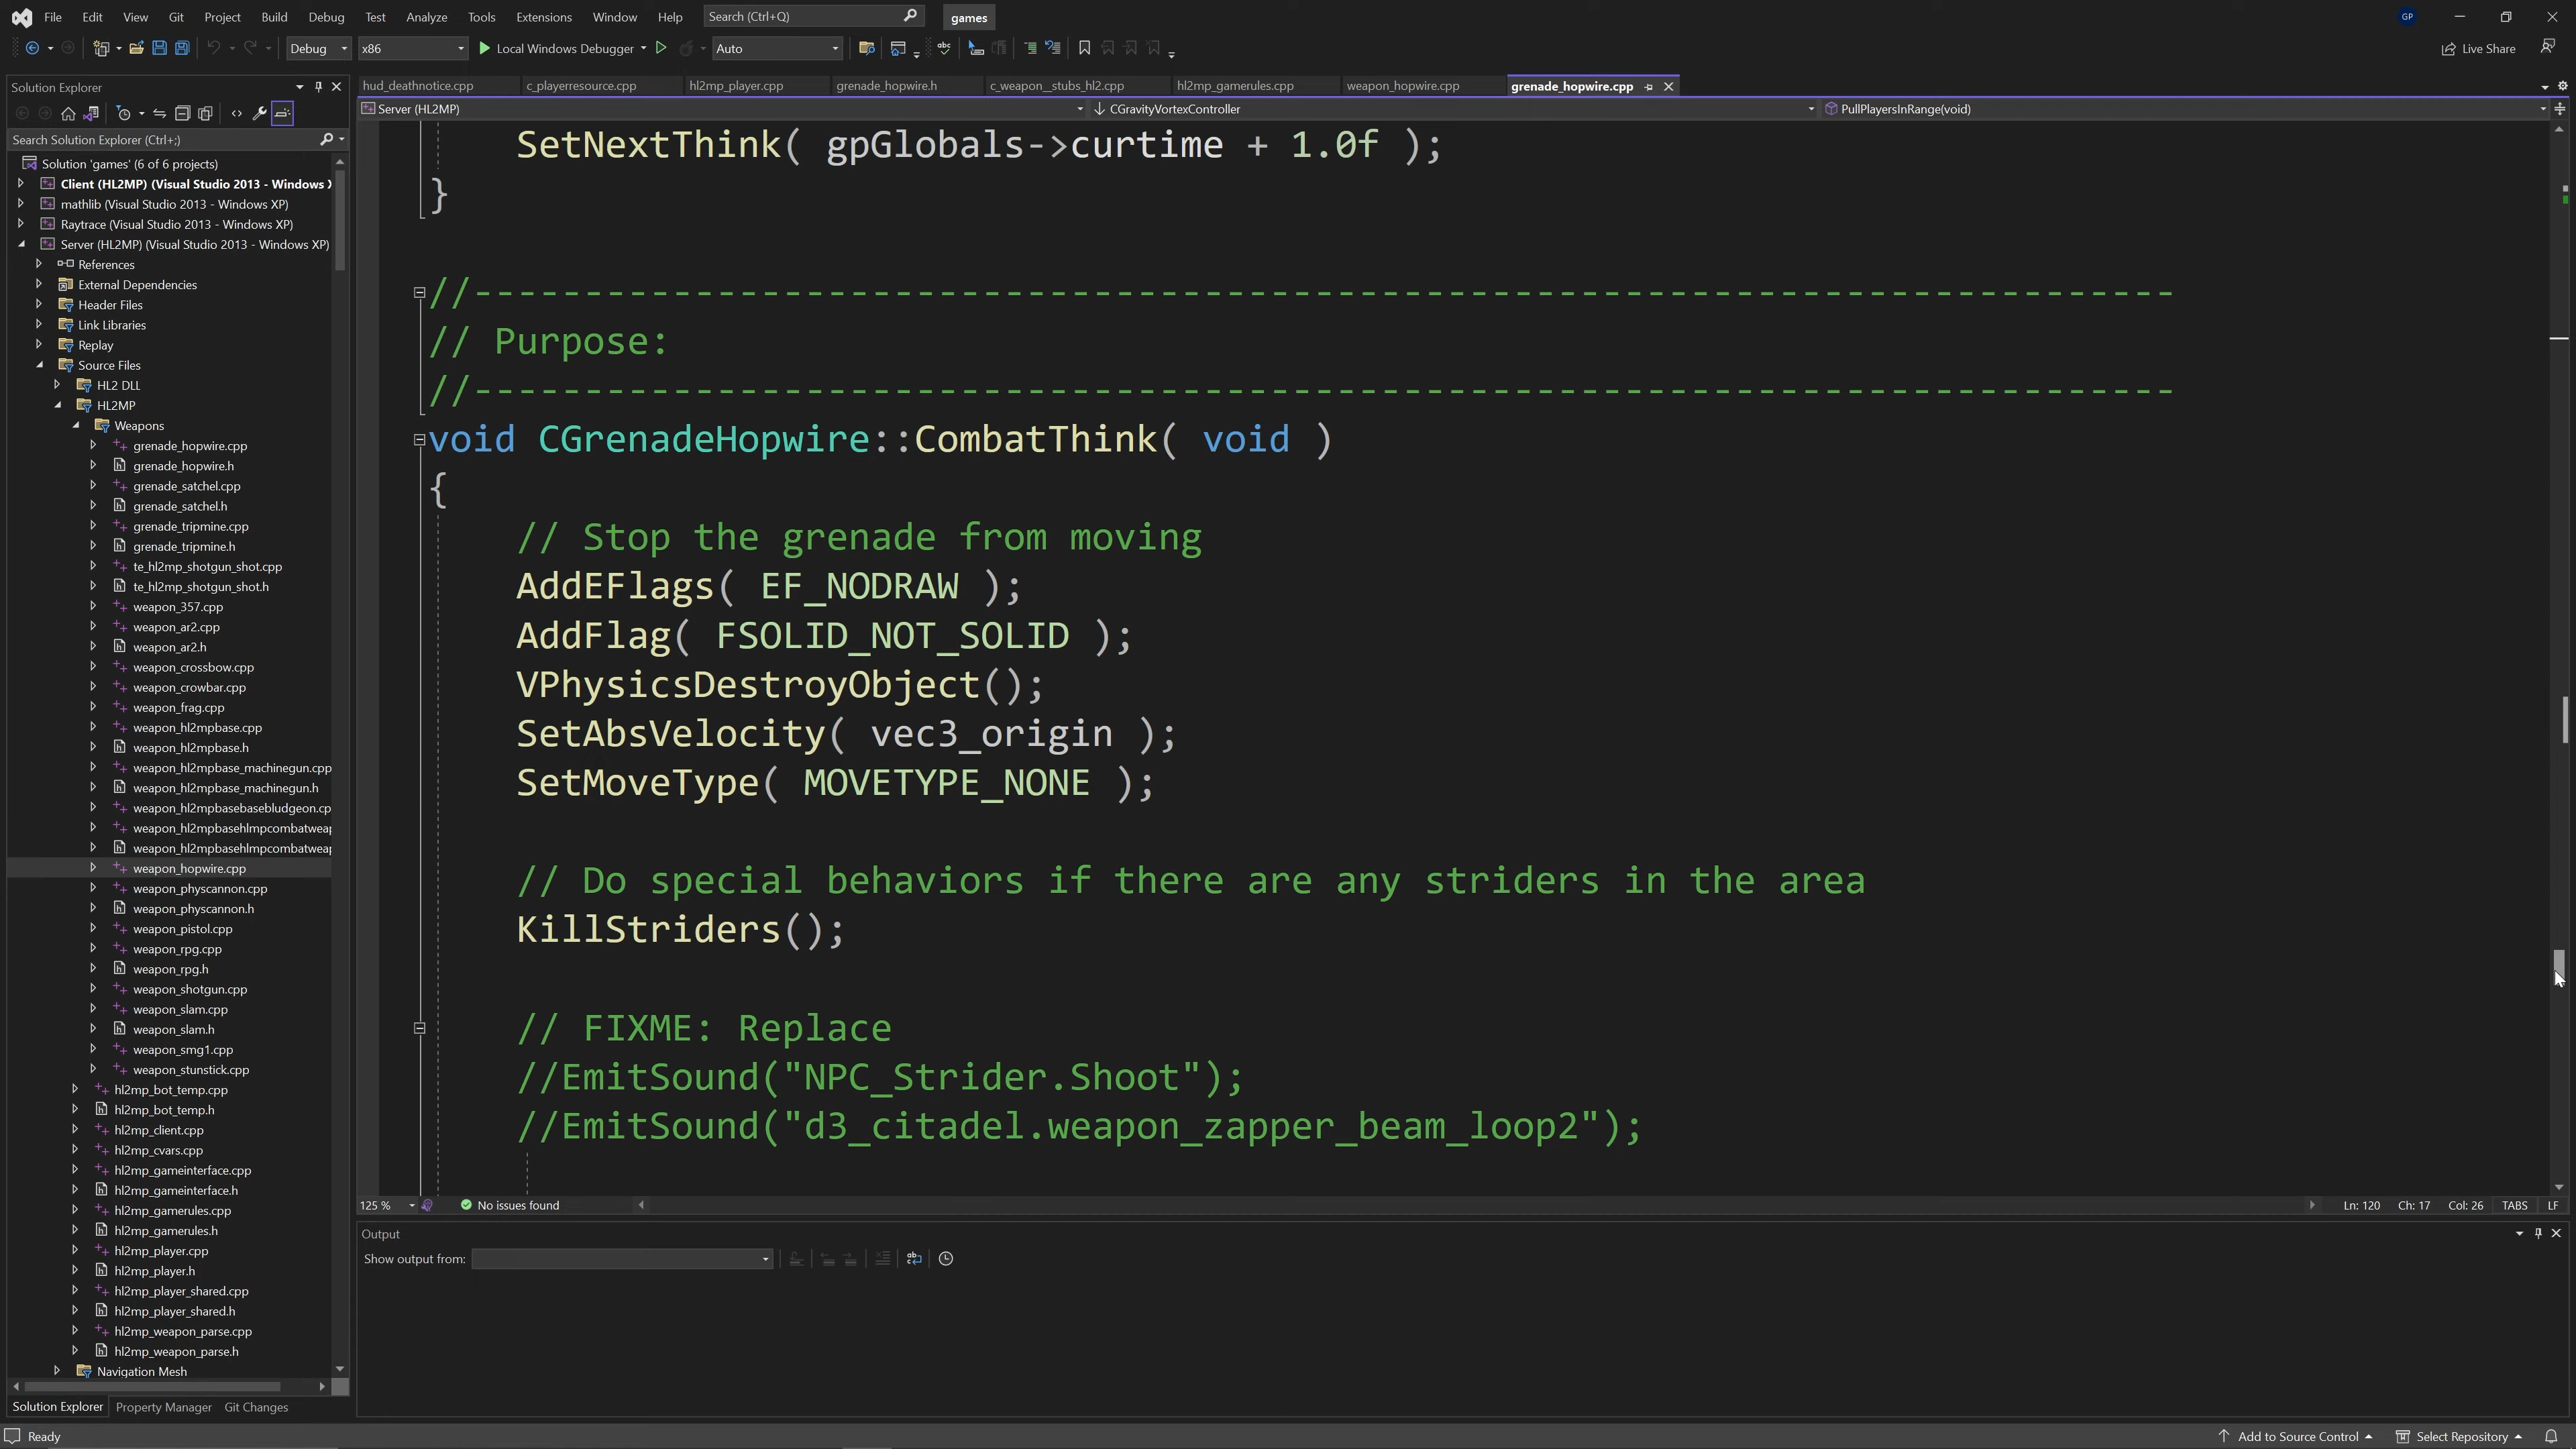 File Edit View Git Project Build Debug Test Analyze Tools Extensions Window Help Search (Ctrl+Q) games GP
Debug x86 Local Windows Debugger Auto Live Share
Solution Explorer
Search Solution Explorer (Ctrl+;)
Solution 'games' (6 of 6 projects)
Client (HL2MP) (Visual Studio 2013 - Windows X
mathlib (Visual Studio 2013 - Windows XP)
Raytrace (Visual Studio 2013 - Windows XP)
Server (HL2MP) (Visual Studio 2013 - Windows XP)
References
External Dependencies
Header Files
Link Libraries
Replay
Source Files
HL2 DLL
HL2MP
Weapons
grenade_hopwire.cpp
grenade_hopwire.h
grenade_satchel.cpp
grenade_satchel.h
grenade_tripmine.cpp
grenade_tripmine.h
te_hl2mp_shotgun_shot.cpp
te_hl2mp_shotgun_shot.h
weapon_357.cpp
weapon_ar2.cpp
weapon_ar2.h
weapon_crossbow.cpp
weapon_crowbar.cpp
weapon_frag.cpp
weapon_hl2mpbase.cpp
weapon_hl2mpbase.h
weapon_hl2mpbase_machinegun.cpp
weapon_hl2mpbase_machinegun.h
weapon_hl2mpbasebasebludgeon.cp
weapon_hl2mpbasehlmpcombatweap
weapon_hl2mpbasehlmpcombatweap
weapon_hopwire.cpp
weapon_physcannon.cpp
weapon_physcannon.h
weapon_pistol.cpp
weapon_rpg.cpp
weapon_rpg.h
weapon_shotgun.cpp
weapon_slam.cpp
weapon_slam.h
weapon_smg1.cpp
weapon_stunstick.cpp
hl2mp_bot_temp.cpp
hl2mp_bot_temp.h
hl2mp_client.cpp
hl2mp_cvars.cpp
hl2mp_gameinterface.cpp
hl2mp_gameinterface.h
hl2mp_gamerules.cpp
hl2mp_gamerules.h
hl2mp_player.cpp
hl2mp_player.h
hl2mp_player_shared.cpp
hl2mp_player_shared.h
hl2mp_weapon_parse.cpp
hl2mp_weapon_parse.h
Navigation Mesh
Solution Explorer Property Manager Git Changes
hud_deathnotice.cpp c_playerresource.cpp hl2mp_player.cpp grenade_hopwire.h c_weapon__stubs_hl2.cpp hl2mp_gamerules.cpp weapon_hopwire.cpp grenade_hopwire.cpp
Server (HL2MP) CGravityVortexController PullPlayersInRange(void)
SetNextThink( gpGlobals->curtime + 1.0f );
}
//-----------------------------------------------------------------------------
// Purpose:
//-----------------------------------------------------------------------------
void CGrenadeHopwire::CombatThink( void )
{
// Stop the grenade from moving
AddEFlags( EF_NODRAW );
AddFlag( FSOLID_NOT_SOLID );
VPhysicsDestroyObject();
SetAbsVelocity( vec3_origin );
SetMoveType( MOVETYPE_NONE );
// Do special behaviors if there are any striders in the area
KillStriders();
// FIXME: Replace
//EmitSound("NPC_Strider.Shoot");
//EmitSound("d3_citadel.weapon_zapper_beam_loop2");
125 % No issues found Ln: 120 Ch: 17 Col: 26 TABS LF
Output
Show output from:
Ready Add to Source Control Select Repository